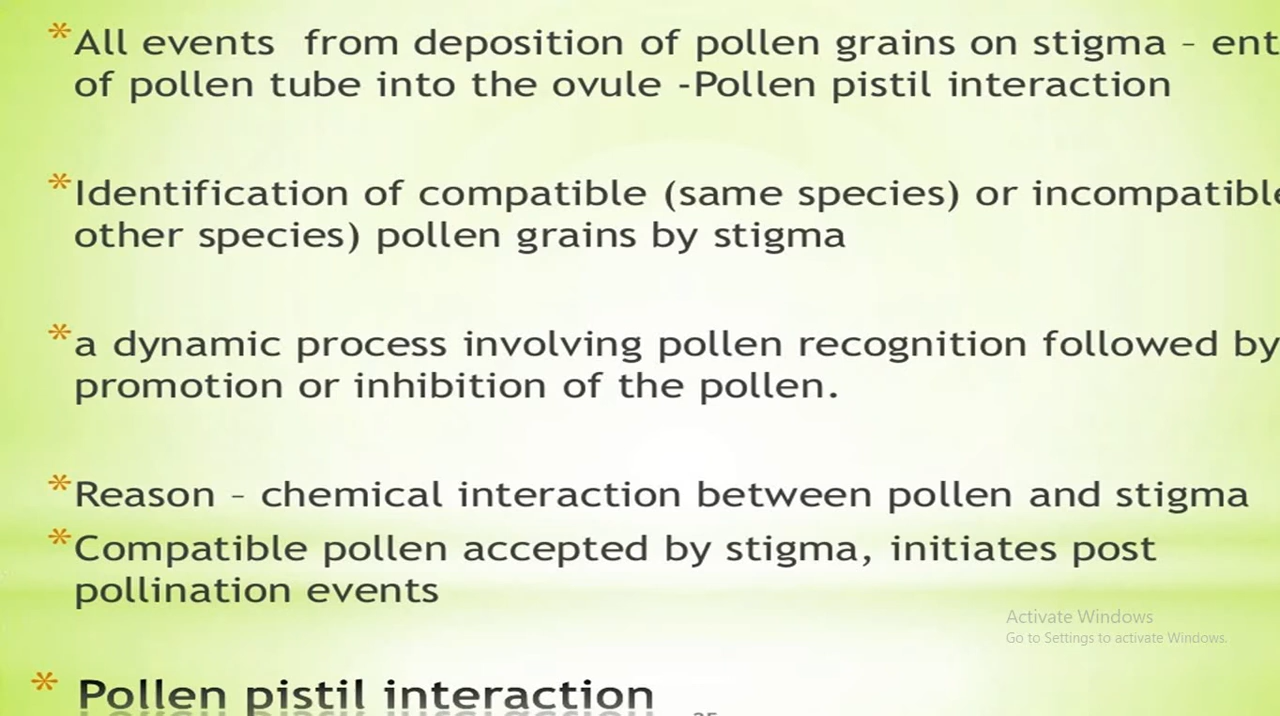 *All events from deposition of pollen grains on stigma – ent
of pollen tube into the ovule -Pollen pistil interaction
*Identification of compatible (same species) or incompatible
other species) pollen grains by stigma
*a dynamic process involving pollen recognition followed by
promotion or inhibition of the pollen.
*Reason – chemical interaction between pollen and stigma
*Compatible pollen accepted by stigma, initiates post
pollination events
Activate Windows
Go to Settings to activate Windows.
* Pollen pistil interaction